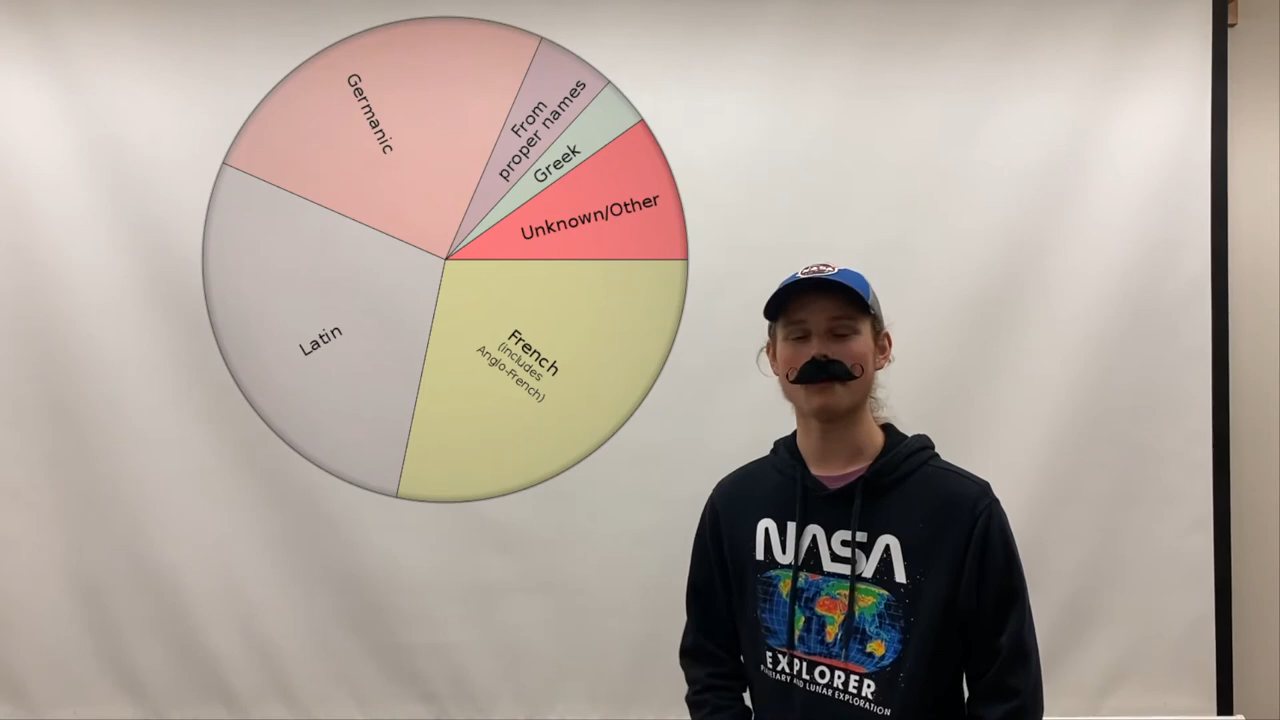 Germanic
From
proper names
Greek
Unknown/Other
Latin
French
(includes
Anglo-French)
NASA
EXPLORER
PLANETARY AND LUNAR EXPLORATION